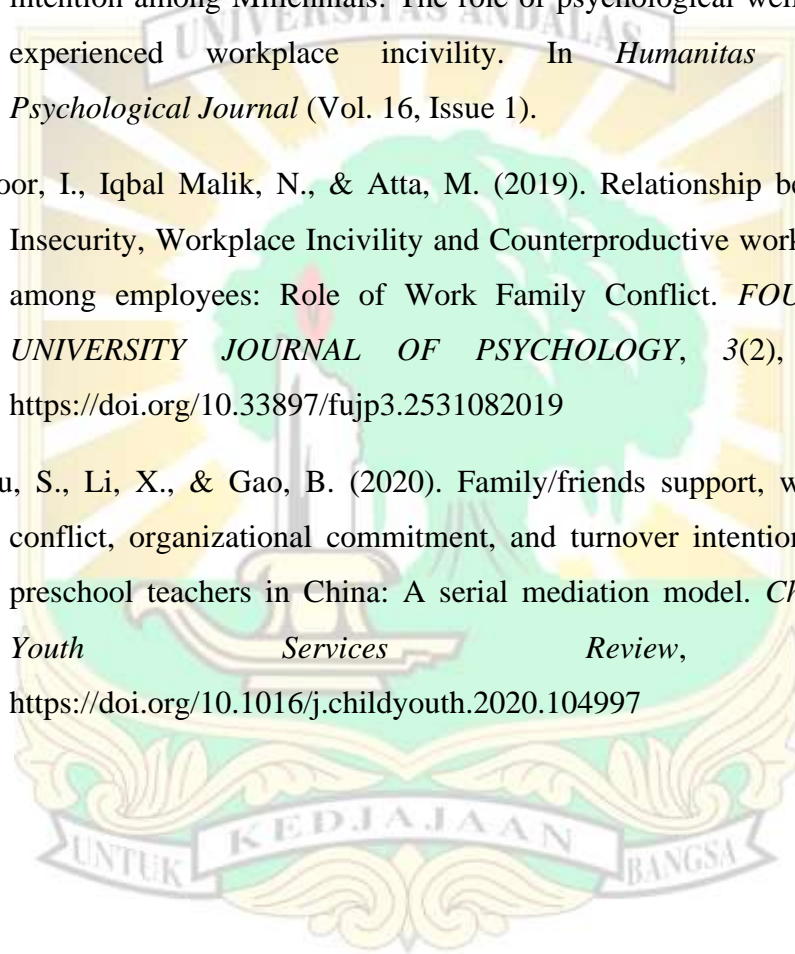 intention among Millennials: The role of psychological well
experienced workplace incivility. In Humanitas
Psychological Journal (Vol. 16, Issue 1).
oor, I., Iqbal Malik, N., & Atta, M. (2019). Relationship be
Insecurity, Workplace Incivility and Counterproductive work
among employees: Role of Work Family Conflict. FOU
UNIVERSITY JOURNAL OF PSYCHOLOGY, 3(2),
https://doi.org/10.33897/fujp3.2531082019
u, S., Li, X., & Gao, B. (2020). Family/friends support, w
conflict, organizational commitment, and turnover intention
preschool teachers in China: A serial mediation model. Ch
Youth Services Review,
https://doi.org/10.1016/j.childyouth.2020.104997
UNIVERSITAS ANDALAS
UNTUK KEDJAJAAN BANGSA